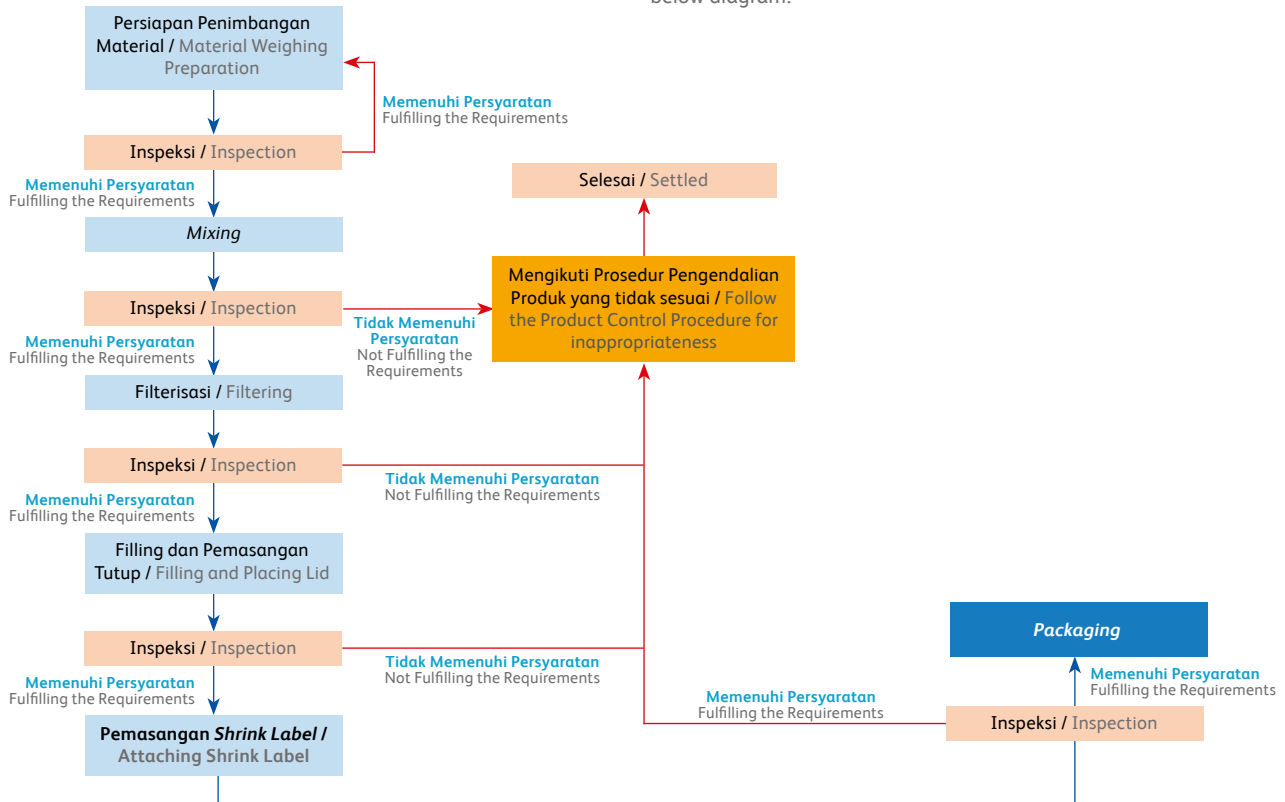 below diagram.
Persiapan Penimbangan
Material / Material Weighing
Preparation
Memenuhi Persyaratan
Fulfilling the Requirements
Inspeksi / Inspection
Memenuhi Persyaratan
Fulfilling the Requirements
Selesai / Settled
Mixing
Mengikuti Prosedur Pengendalian
Produk yang tidak sesuai / Follow
the Product Control Procedure for
inappropriateness
Inspeksi / Inspection
Tidak Memenuhi
Persyaratan
Not Fulfilling the
Requirements
Memenuhi Persyaratan
Fulfilling the Requirements
Filterisasi / Filtering
Inspeksi / Inspection
Tidak Memenuhi Persyaratan
Not Fulfilling the Requirements
Memenuhi Persyaratan
Fulfilling the Requirements
Filling dan Pemasangan
Tutup / Filling and Placing Lid
Inspeksi / Inspection
Tidak Memenuhi Persyaratan
Not Fulfilling the Requirements
Memenuhi Persyaratan
Fulfilling the Requirements
Pemasangan Shrink Label /
Attaching Shrink Label
Packaging
Memenuhi Persyaratan
Fulfilling the Requirements
Memenuhi Persyaratan
Fulfilling the Requirements
Inspeksi / Inspection